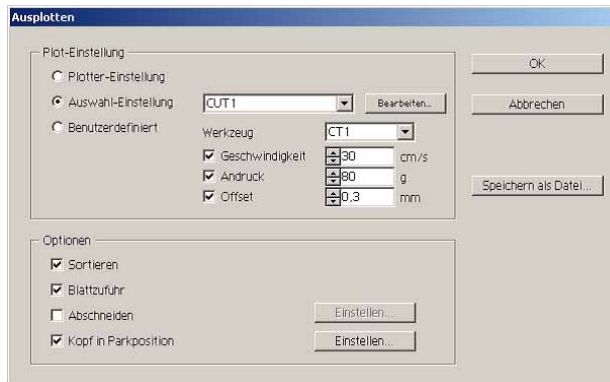 Ausplotten
Plot-Einstellung
Plotter-Einstellung
Auswahl-Einstellung CUT1 Bearbeiten...
Benutzerdefiniert
Werkzeug CT1
Geschwindigkeit 30 cm/s
Andruck 80 g
Offset 0,3 mm
OK
Abbrechen
Speichern als Datei...
Optionen
Sortieren
Blattzufuhr
Abschneiden Einstellen...
Kopf in Parkposition Einstellen...